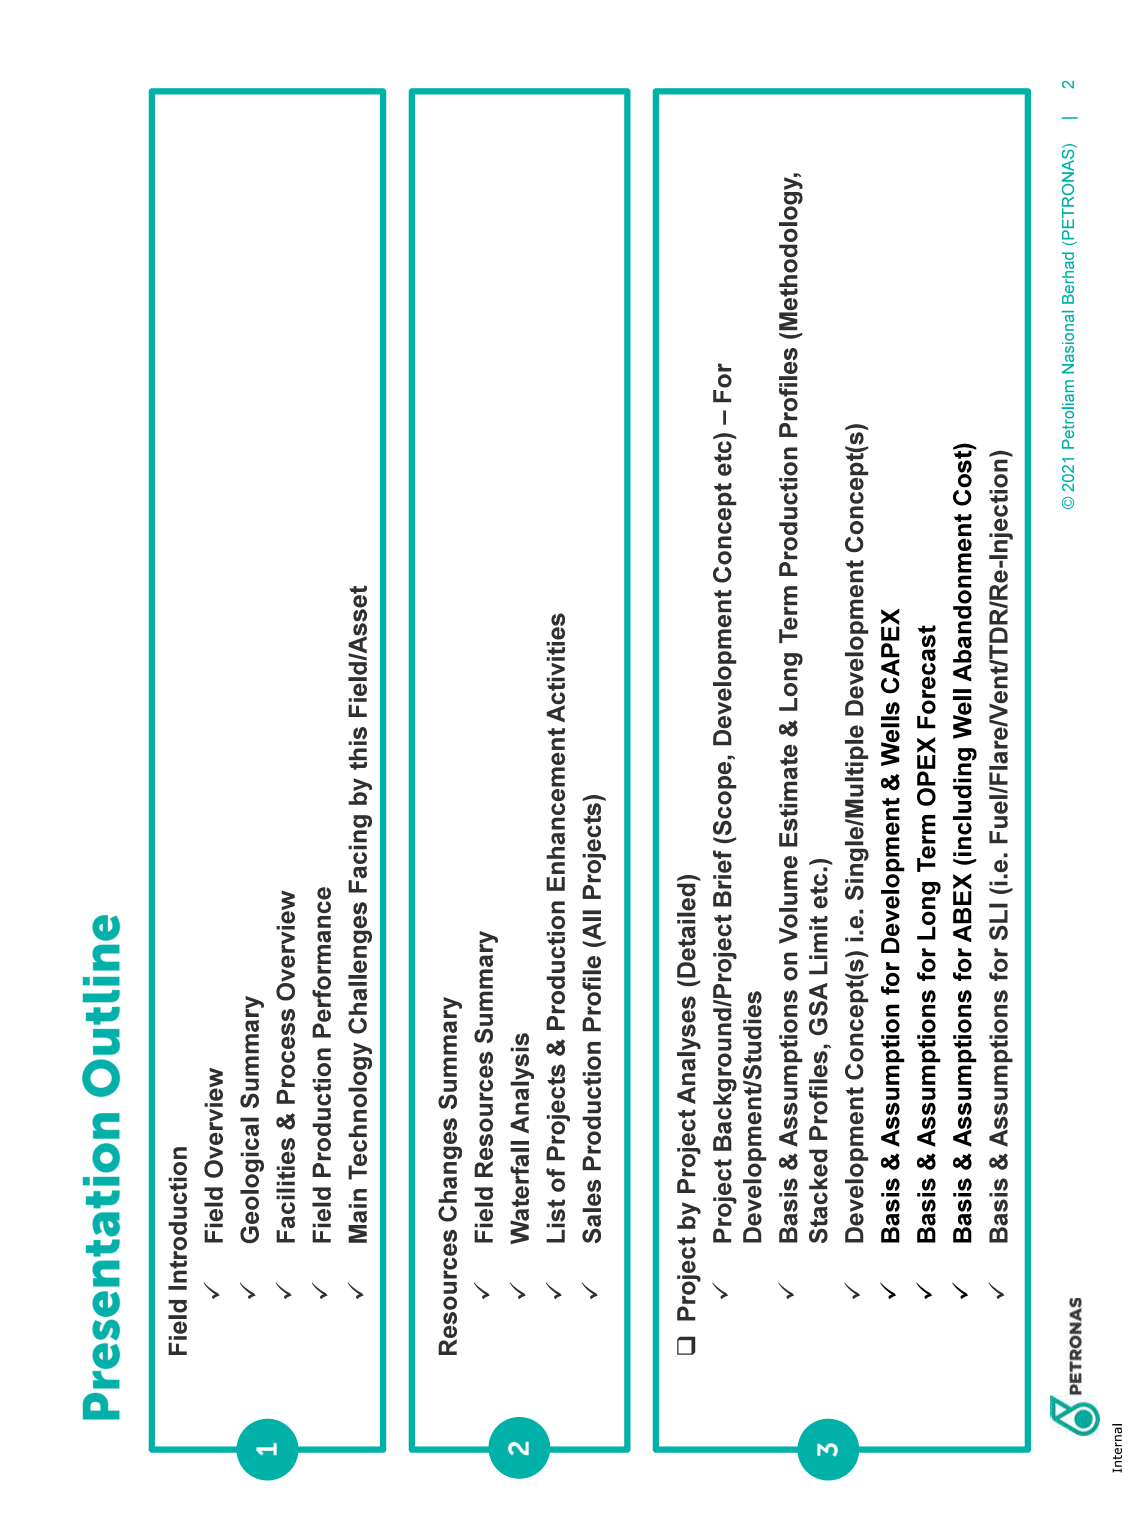 Presentation Outline
1
Field Introduction
✓ Field Overview
✓ Geological Summary
✓ Facilities & Process Overview
✓ Field Production Performance
✓ Main Technology Challenges Facing by this Field/Asset
2
Resources Changes Summary
✓ Field Resources Summary
✓ Waterfall Analysis
✓ List of Projects & Production Enhancement Activities
✓ Sales Production Profile (All Projects)
3
❑ Project by Project Analyses (Detailed)
✓ Project Background/Project Brief (Scope, Development Concept etc) – For
Development/Studies
✓ Basis & Assumptions on Volume Estimate & Long Term Production Profiles (Methodology,
Stacked Profiles, GSA Limit etc.)
✓ Development Concept(s) i.e. Single/Multiple Development Concept(s)
✓ Basis & Assumption for Development & Wells CAPEX
✓ Basis & Assumptions for Long Term OPEX Forecast
✓ Basis & Assumptions for ABEX (including Well Abandonment Cost)
✓ Basis & Assumptions for SLI (i.e. Fuel/Flare/Vent/TDR/Re-Injection)
PETRONAS
© 2021 Petroliam Nasional Berhad (PETRONAS) | 2
Internal